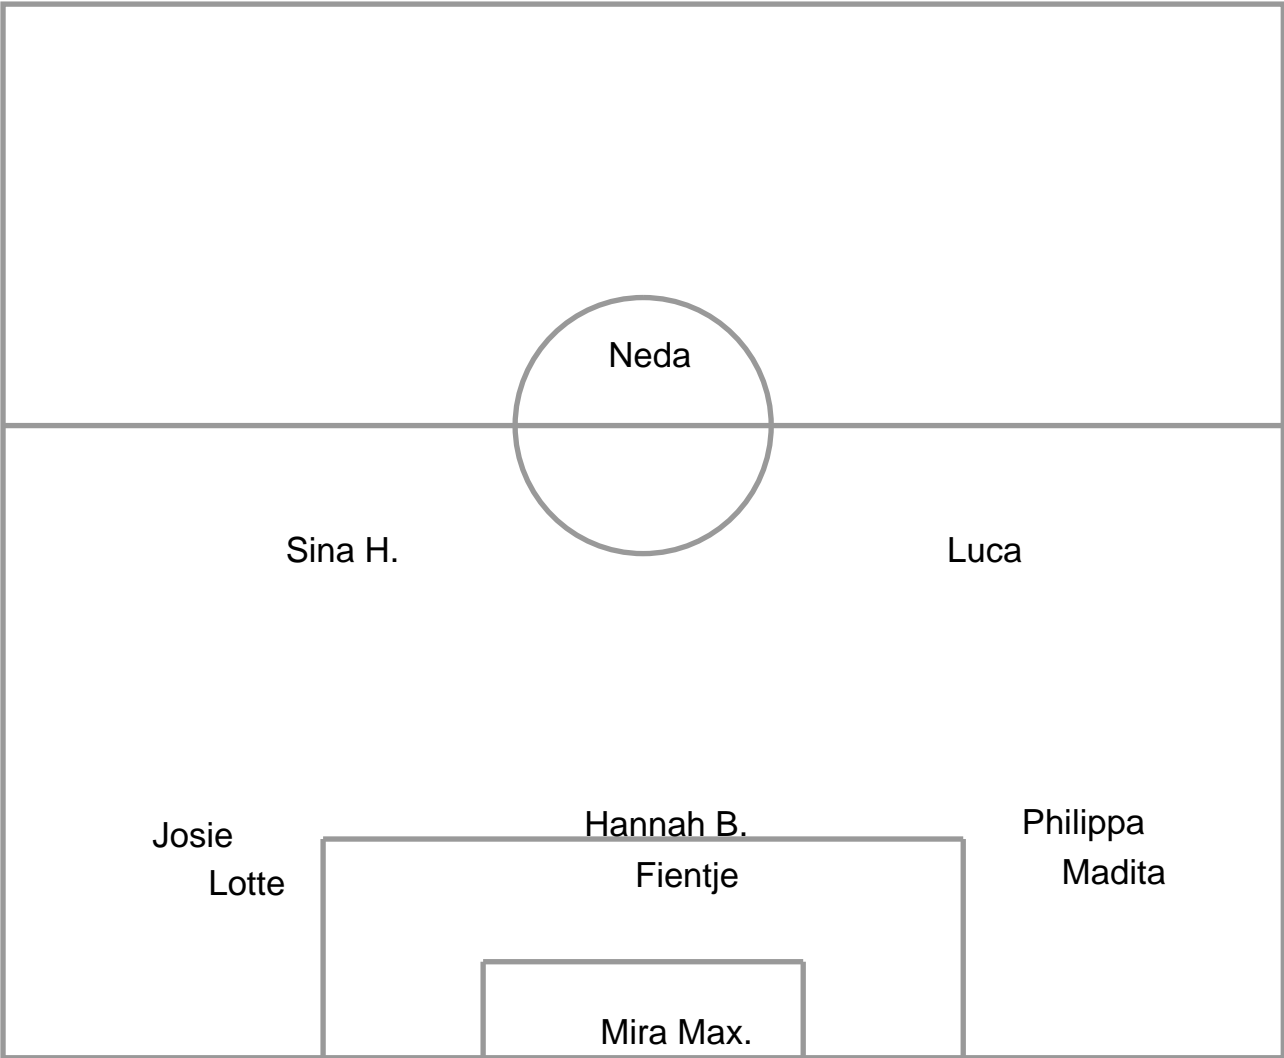 Neda
Sina H.
Luca
Hannah B.
Philippa
Josie
Fientje
Madita
Lotte
Mira Max.